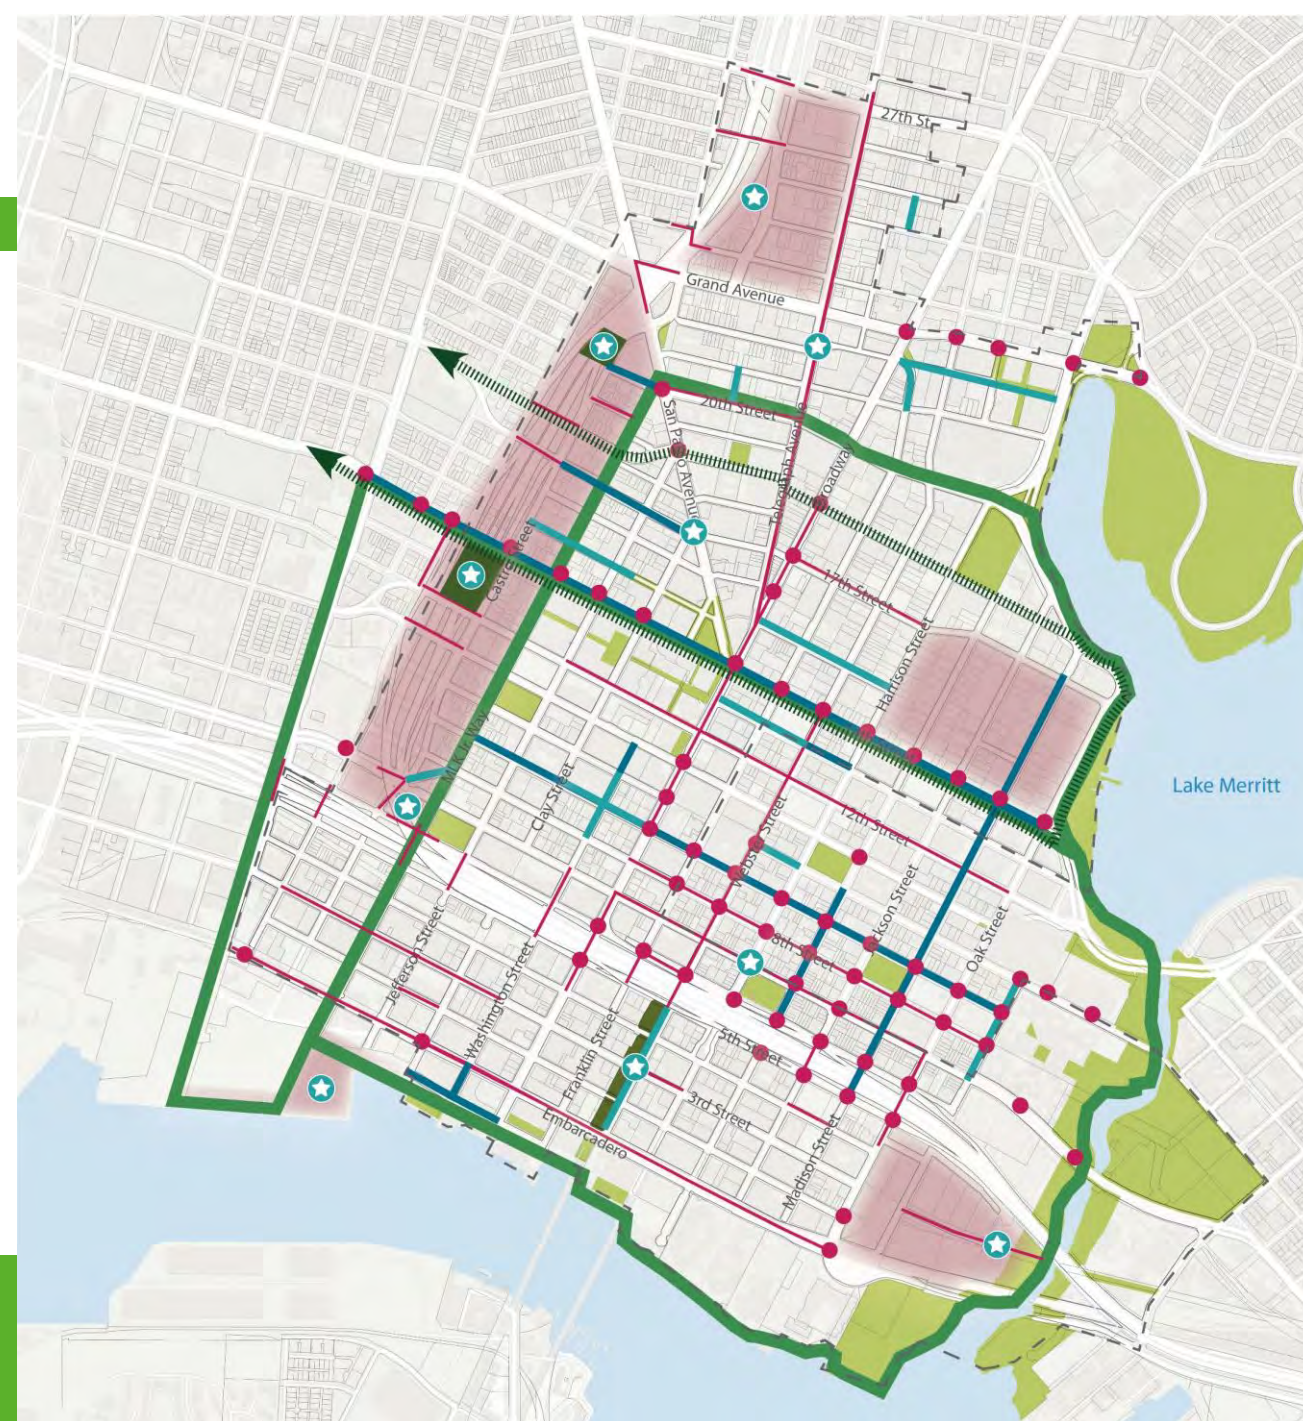 27th St
Grand Avenue
20th Street
San Pablo Avenue
Telegraph Avenue
Broadway
17th Street
Castro Street
Harrison Street
Lake Merritt
MLK Jr. Way
Clay Street
Webster Street
12th Street
Jackson Street
Oak Street
8th Street
Jefferson Street
Washington Street
Franklin Street
5th Street
3rd Street
Embarcadero
Madison Street